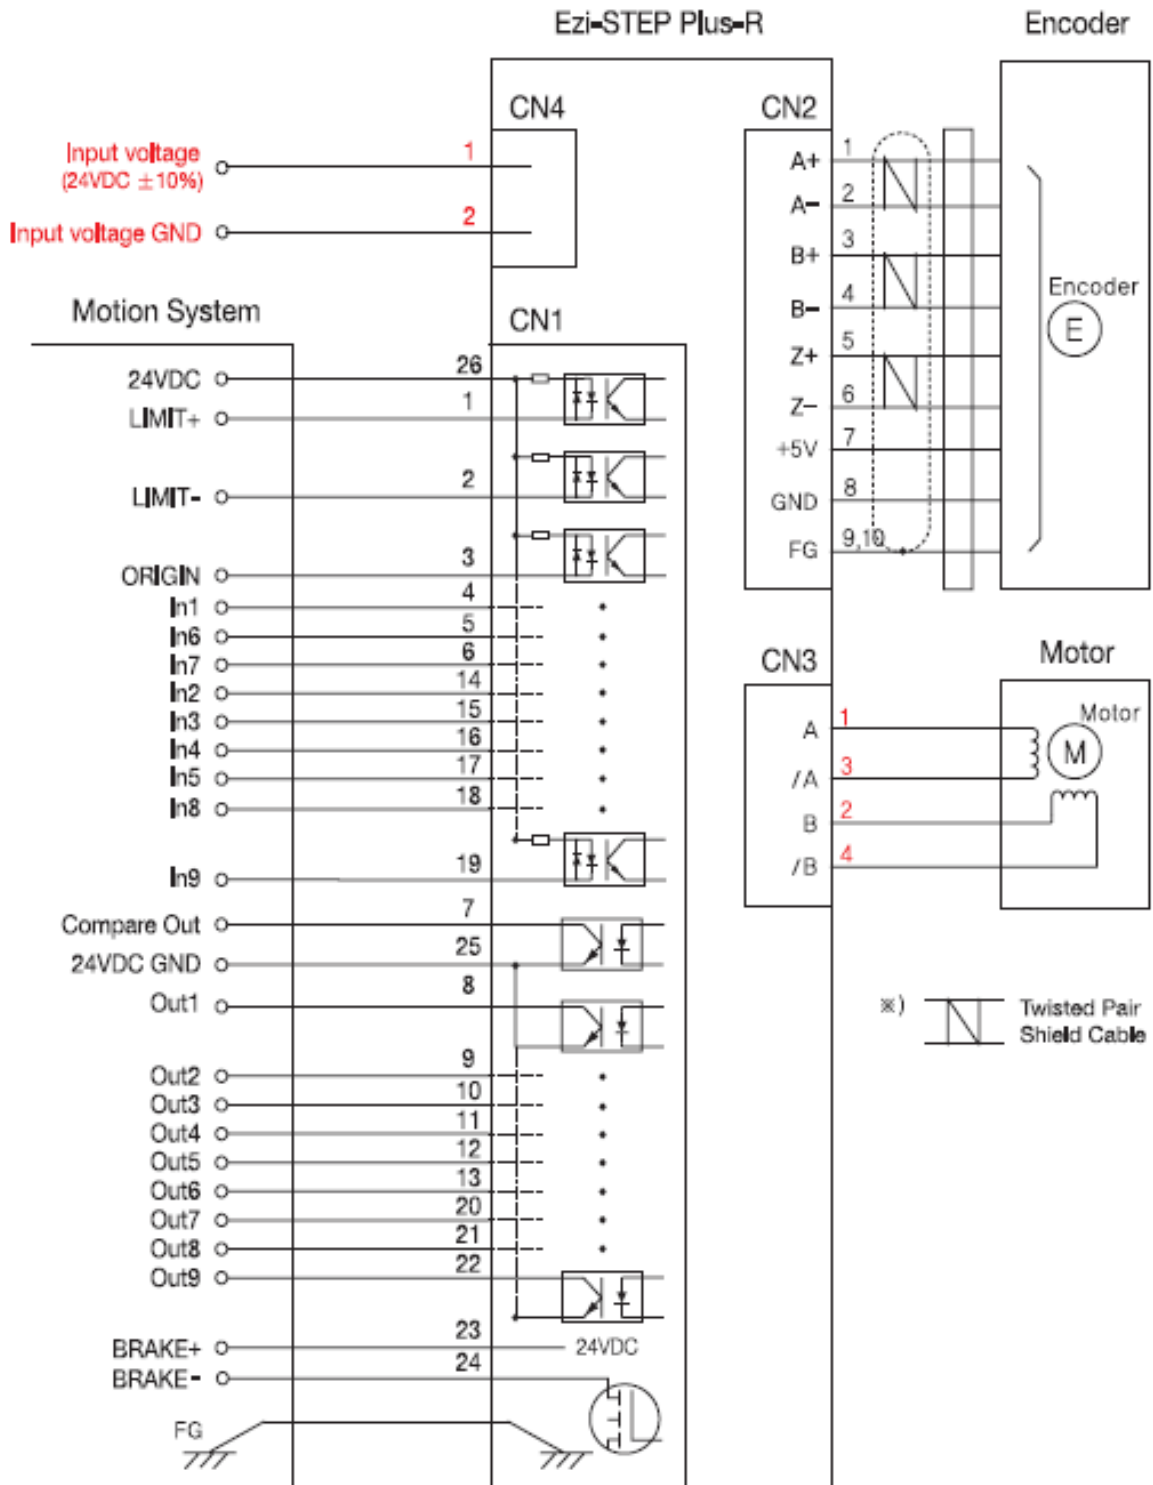 Ezi-STEP Plus-R
Encoder
CN4
CN2
Input voltage
(24VDC ±10%)
1
Input voltage GND
2
A+ 1
A- 2
B+ 3
B- 4
Z+ 5
Z- 6
+5V 7
GND 8
FG 9,10
Encoder
E
Motion System
CN1
24VDC 26
LIMIT+ 1
LIMIT- 2
ORIGIN 3
In1 4
In6 5
In7 6
In2 14
In3 15
In4 16
In5 17
In8 18
In9 19
Compare Out 7
24VDC GND 25
Out1 8
Out2 9
Out3 10
Out4 11
Out5 12
Out6 13
Out7 20
Out8 21
Out9 22
BRAKE+ 23 24VDC
BRAKE- 24
FG
CN3
Motor
A 1
/A 3
B 2
/B 4
Motor
M
※) Twisted Pair
Shield Cable